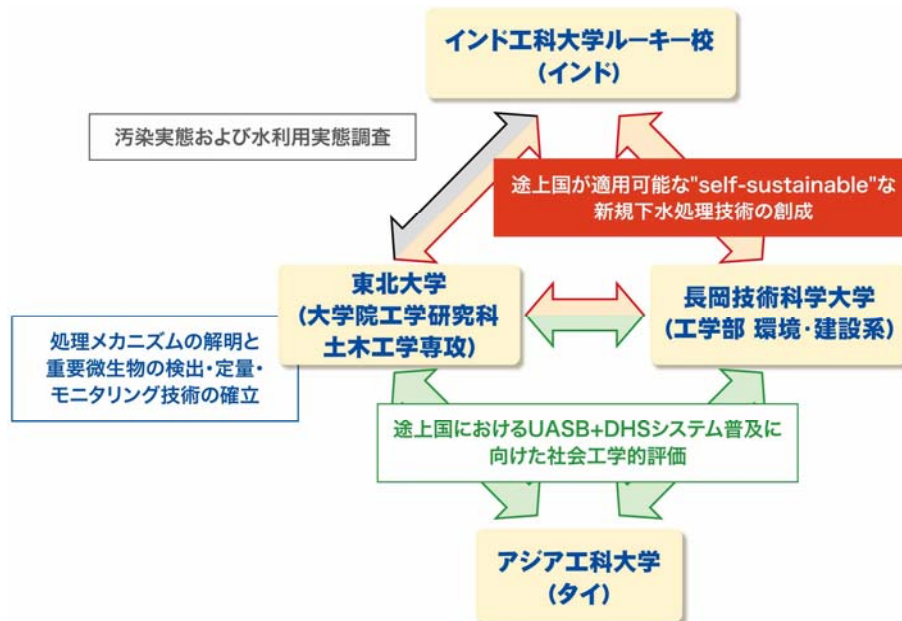 インド工科大学ルーキー校
(インド)
汚染実態および水利用実態調査
途上国が適用可能な"self-sustainable"な
新規下水処理技術の創成
東北大学
(大学院工学研究科
土木工学専攻)
長岡技術科学大学
(工学部 環境・建設系)
処理メカニズムの解明と
重要微生物の検出・定量・
モニタリング技術の確立
途上国におけるUASB+DHSシステム普及に
向けた社会工学的評価
アジア工科大学
(タイ)